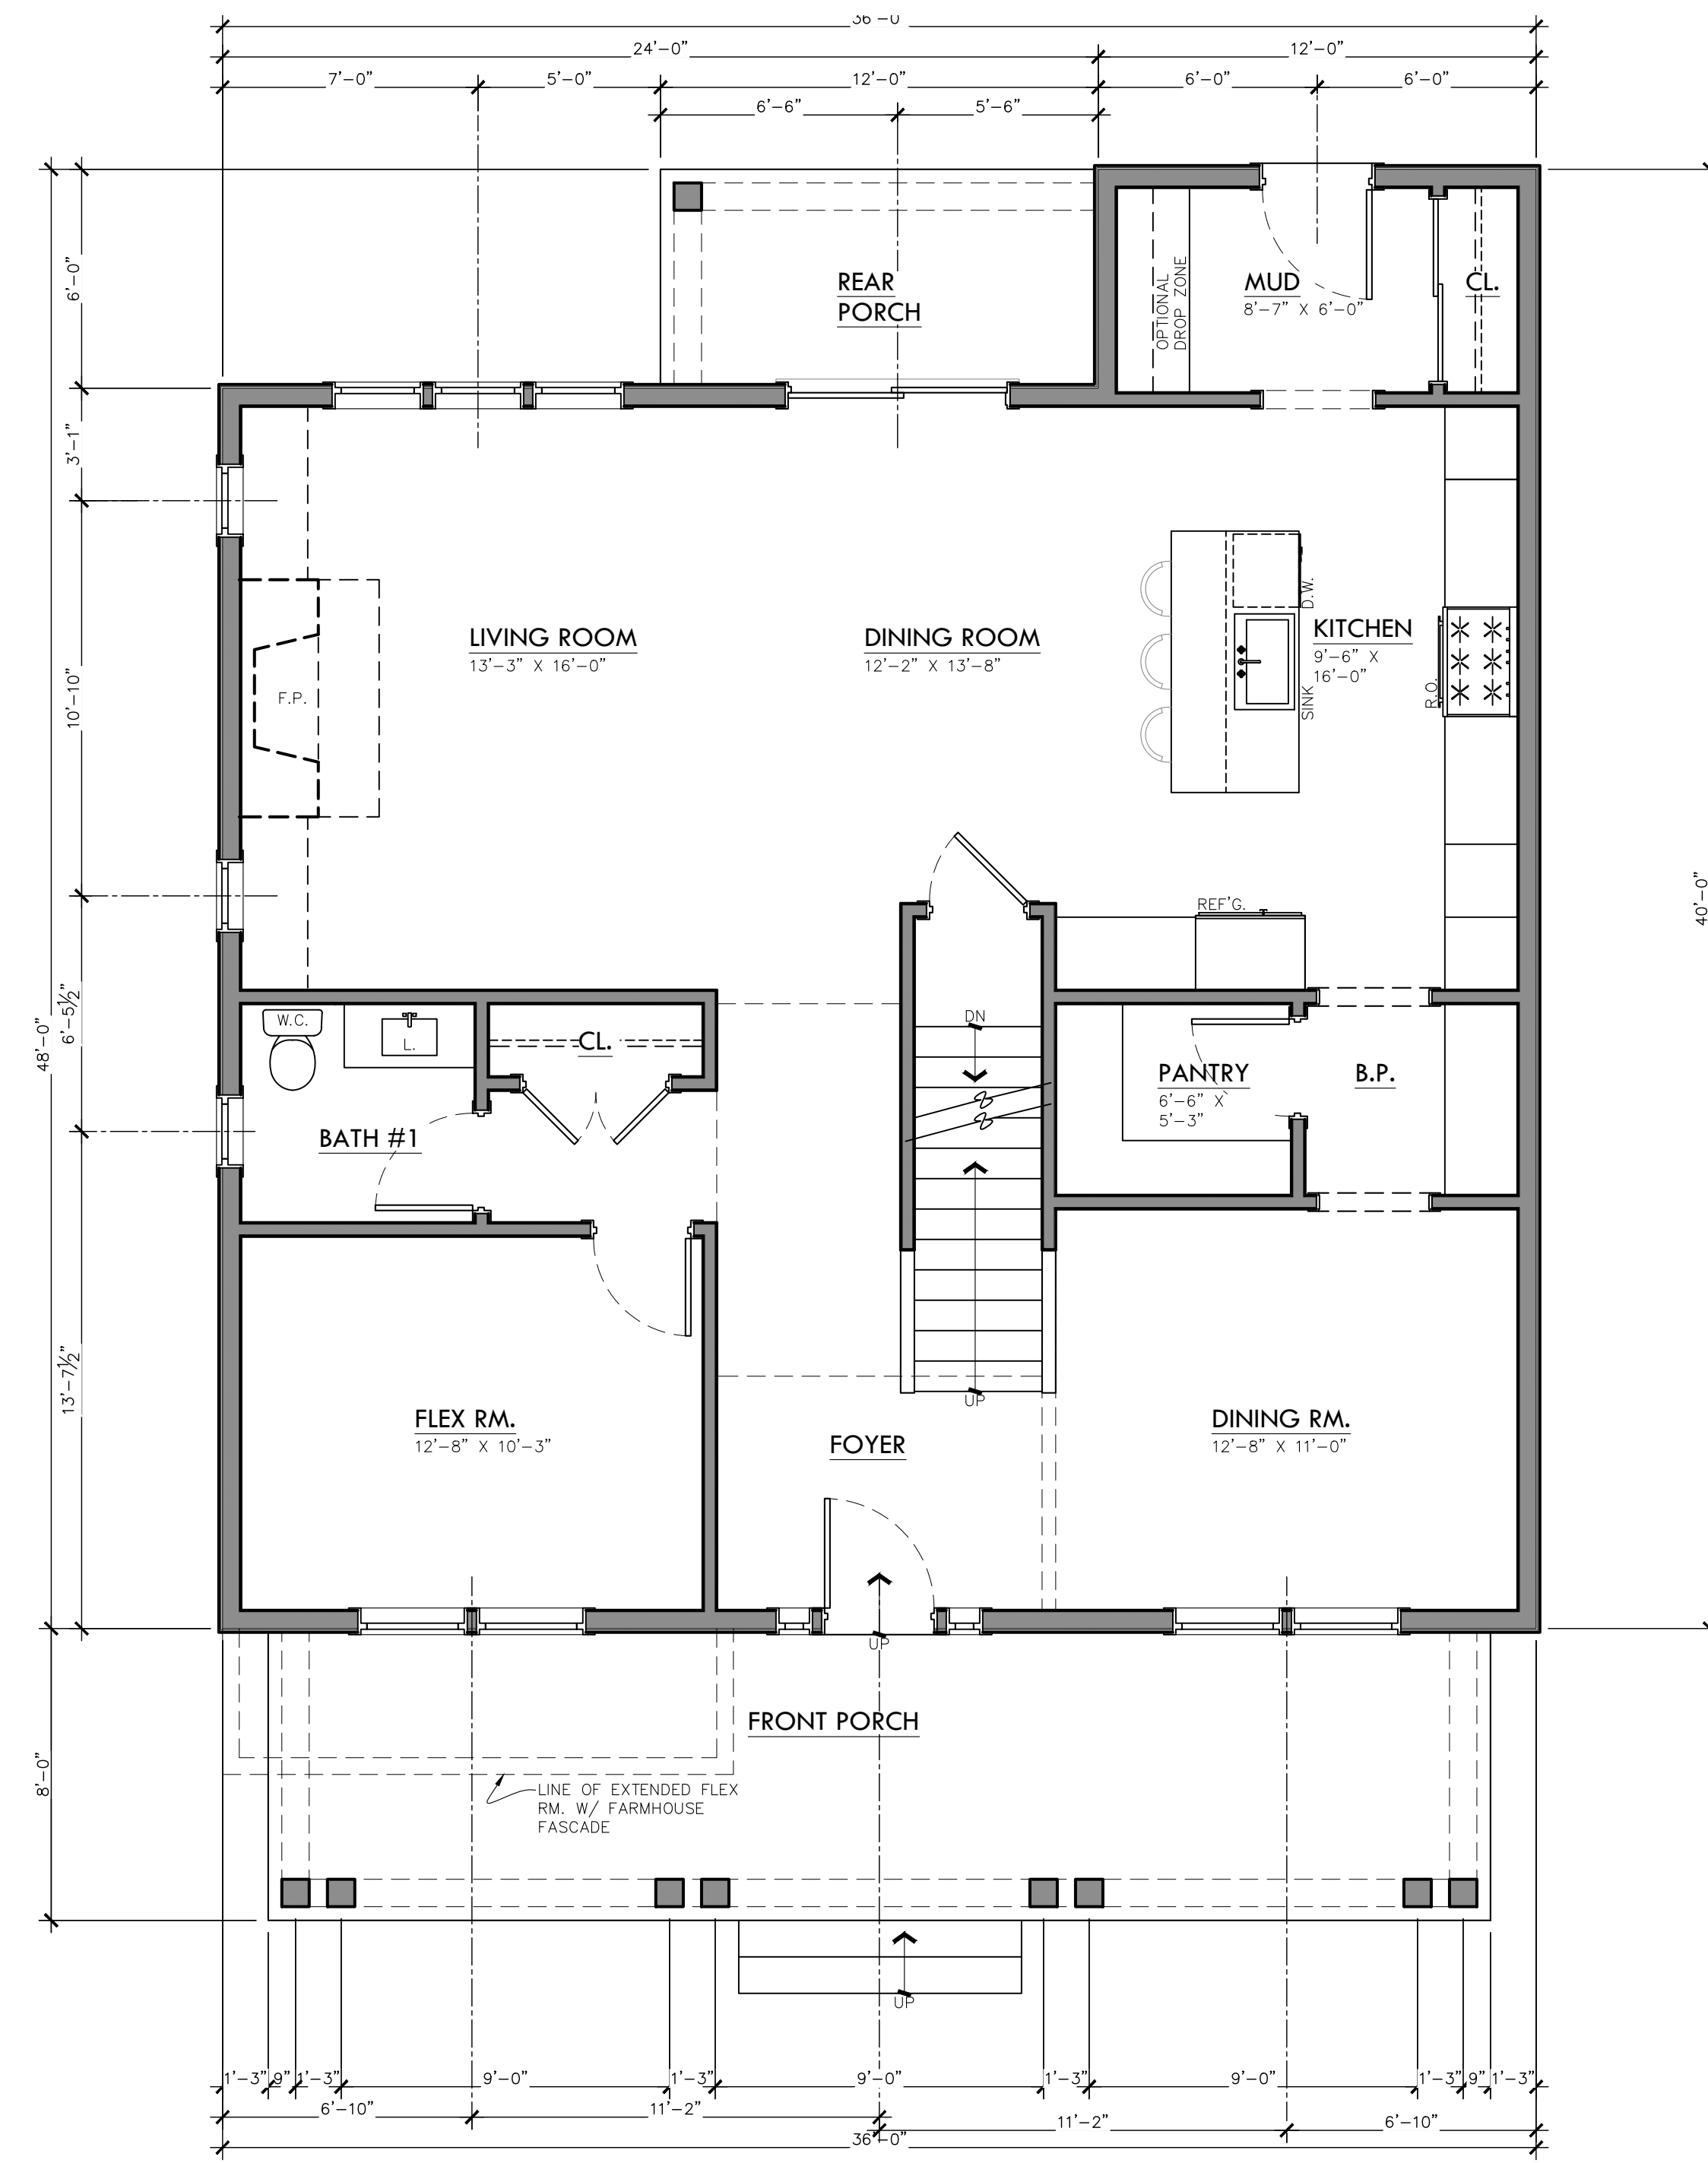 36'-0"
24'-0"
12'-0"
7'-0"
5'-0"
12'-0"
6'-0"
6'-0"
6'-6"
5'-6"
6'-0"
REAR
PORCH
OPTIONAL
DROP ZONE
MUD
8'-7" X 6'-0"
CL.
3'-1"
10'-10"
LIVING ROOM
13'-3" X 16'-0"
DINING ROOM
12'-2" X 13'-8"
D.W.
SINK
KITCHEN
9'-6" X
16'-0"
R.O.
F.P.
REF'G.
40'-0"
48'-0"
6'-5½"
W.C.
L.
CL.
DN
PANTRY
6'-6" X
5'-3"
B.P.
BATH #1
13'-7½"
UP
FLEX RM.
12'-8" X 10'-3"
FOYER
DINING RM.
12'-8" X 11'-0"
UP
FRONT PORCH
8'-0"
LINE OF EXTENDED FLEX
RM. W/ FARMHOUSE
FASCADE
UP
1'-3"
9"
1'-3"
9'-0"
1'-3"
9'-0"
1'-3"
9'-0"
1'-3"
9"
1'-3"
6'-10"
11'-2"
11'-2"
6'-10"
36'-0"